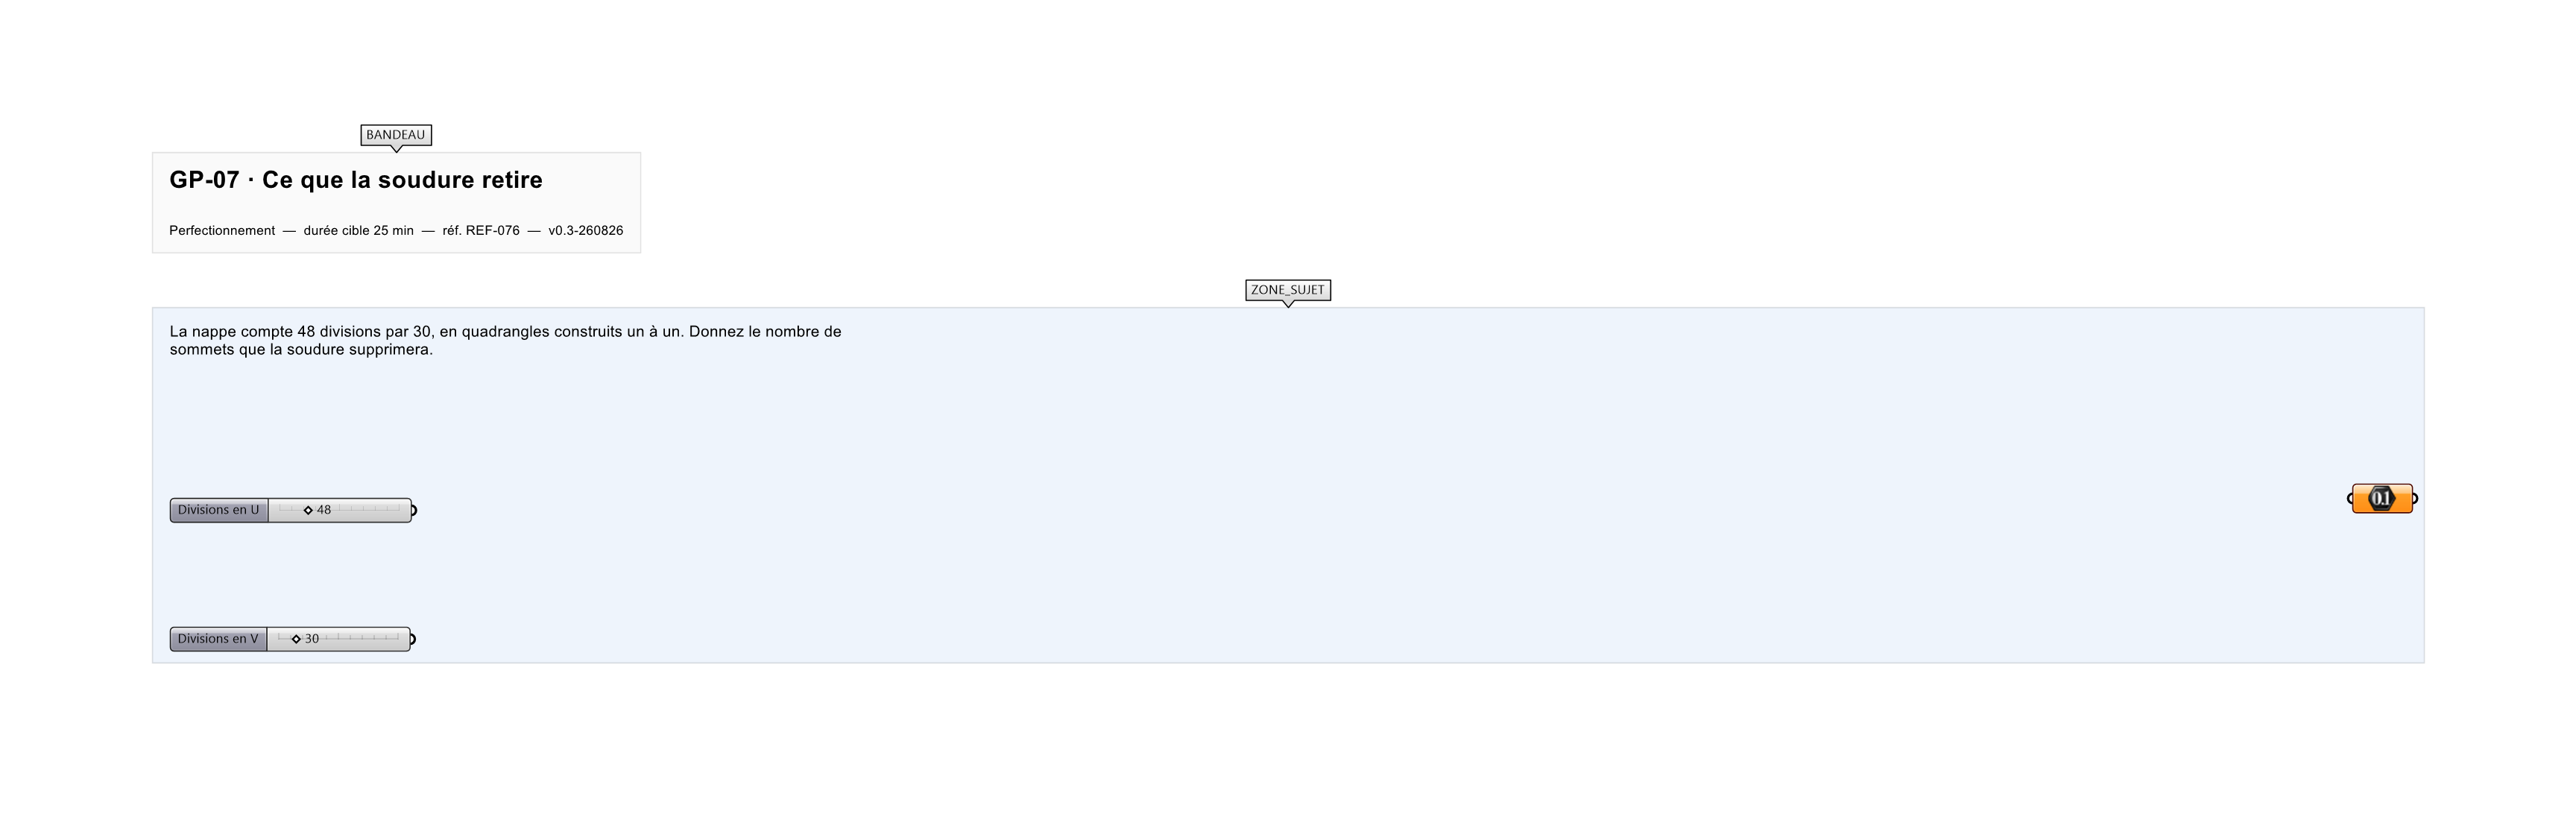 BANDEAU
GP-07 · Ce que la soudure retire
Perfectionnement — durée cible 25 min — réf. REF-076 — v0.3-260826
ZONE_SUJET
La nappe compte 48 divisions par 30, en quadrangles construits un à un. Donnez le nombre de
sommets que la soudure supprimera.
Divisions en U 48
0.1
Divisions en V 30